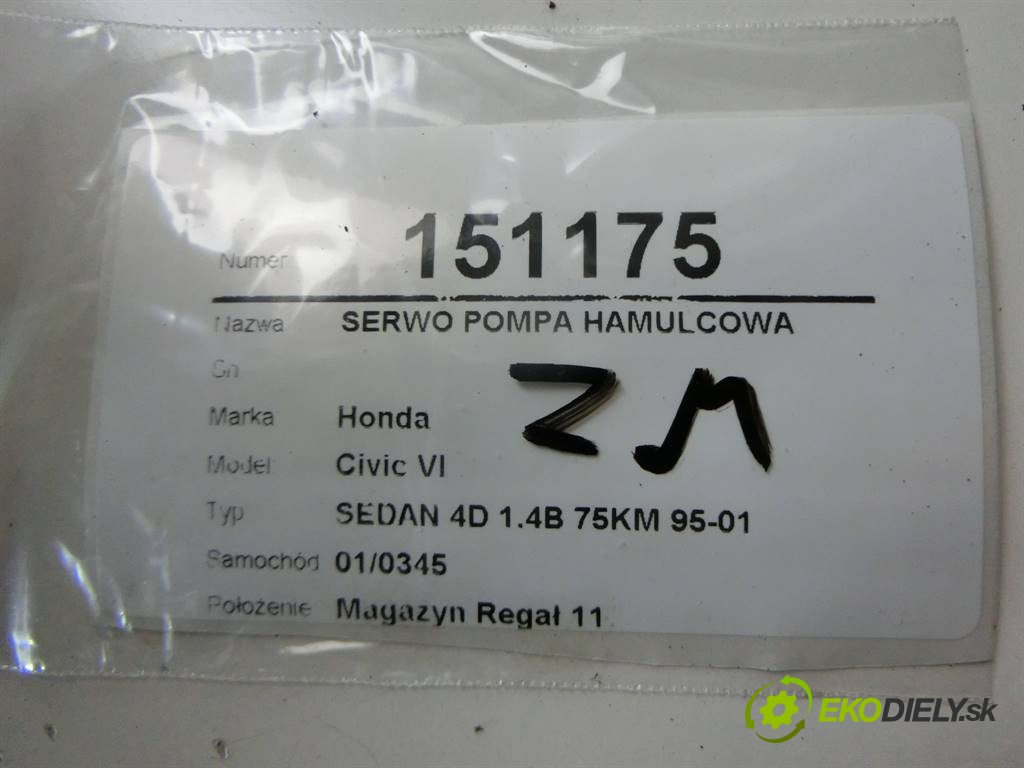 Numer 151175
Nazwa SERWO POMPA HAMULCOWA
Sn
ZM
Marka Honda
Model Civic VI
Typ SEDAN 4D 1.4B 75KM 95-01
Samochód 01/0345
Położenie Magazyn Regał 11
EKODIELY.sk